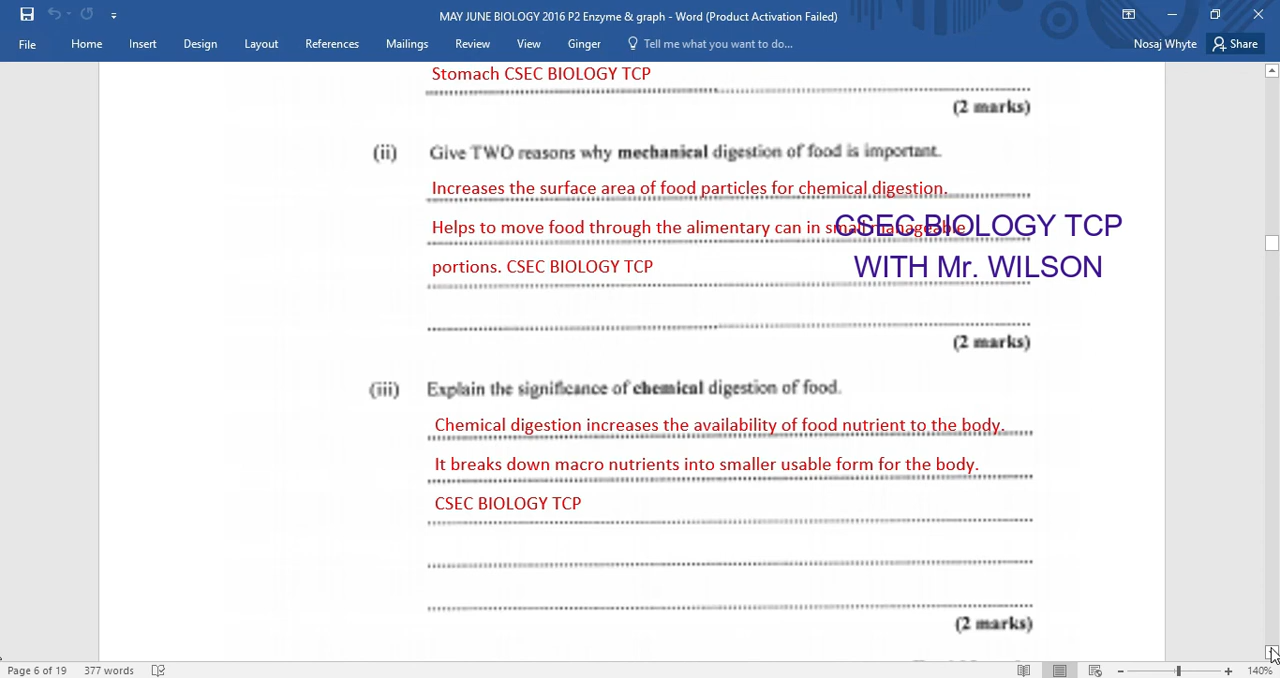 MAY JUNE BIOLOGY 2016 P2 Enzyme & graph - Word (Product Activation Failed)
File Home Insert Design Layout References Mailings Review View Ginger Tell me what you want to do... Nosaj Whyte Share
Stomach CSEC BIOLOGY TCP
(2 marks)
(ii) Give TWO reasons why mechanical digestion of food is important.
Increases the surface area of food particles for chemical digestion.
Helps to move food through the alimentary can in small manageable
CSEC BIOLOGY TCP
portions. CSEC BIOLOGY TCP
WITH Mr. WILSON
(2 marks)
(iii) Explain the significance of chemical digestion of food.
Chemical digestion increases the availability of food nutrient to the body.
It breaks down macro nutrients into smaller usable form for the body.
CSEC BIOLOGY TCP
(2 marks)
Page 6 of 19 377 words 140%